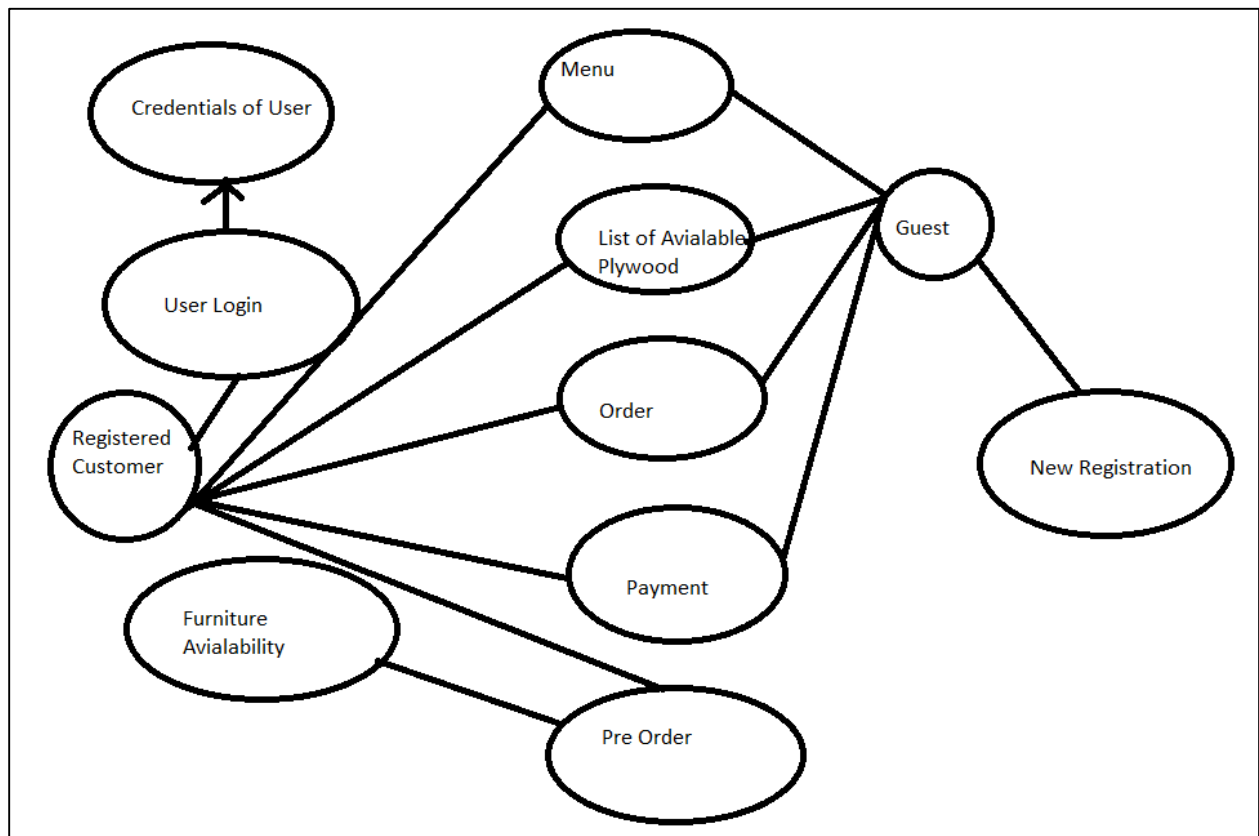 Menu
Credentials of User
Guest
List of Avialable
Plywood
User Login
Order
Registered
Customer
New Registration
Payment
Furniture
Avialability
Pre Order